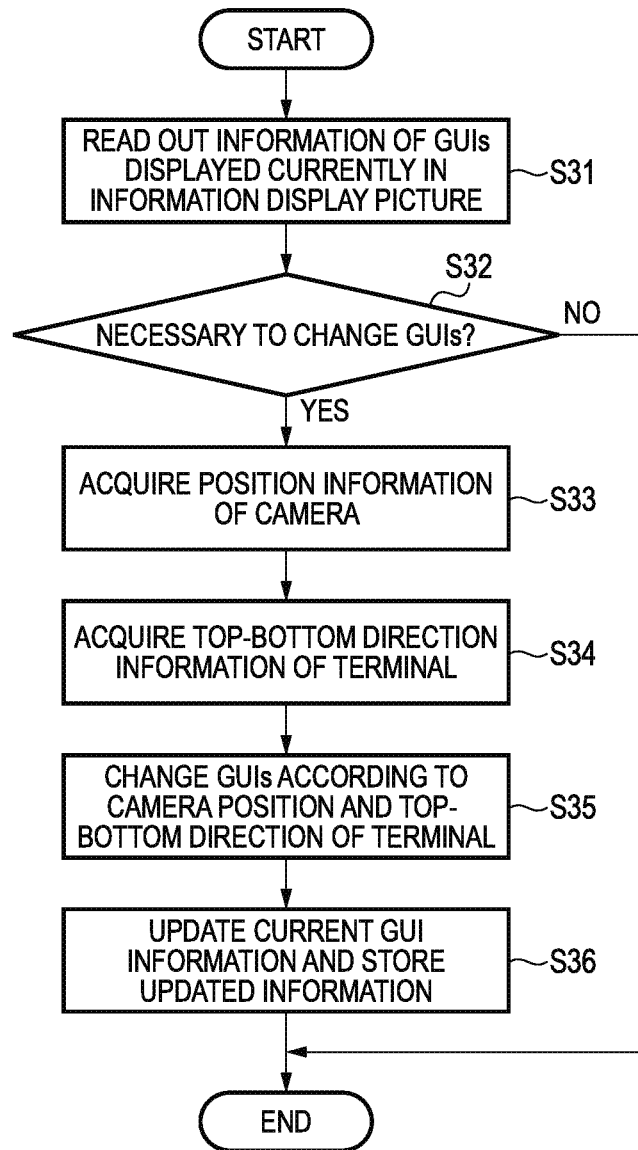 START
READ OUT INFORMATION OF GUIs
DISPLAYED CURRENTLY IN
INFORMATION DISPLAY PICTURE
S31
S32
NECESSARY TO CHANGE GUIs?
NO
YES
ACQUIRE POSITION INFORMATION
OF CAMERA
S33
ACQUIRE TOP-BOTTOM DIRECTION
INFORMATION OF TERMINAL
S34
CHANGE GUIs ACCORDING TO
CAMERA POSITION AND TOP-
BOTTOM DIRECTION OF TERMINAL
S35
UPDATE CURRENT GUI
INFORMATION AND STORE
UPDATED INFORMATION
S36
END